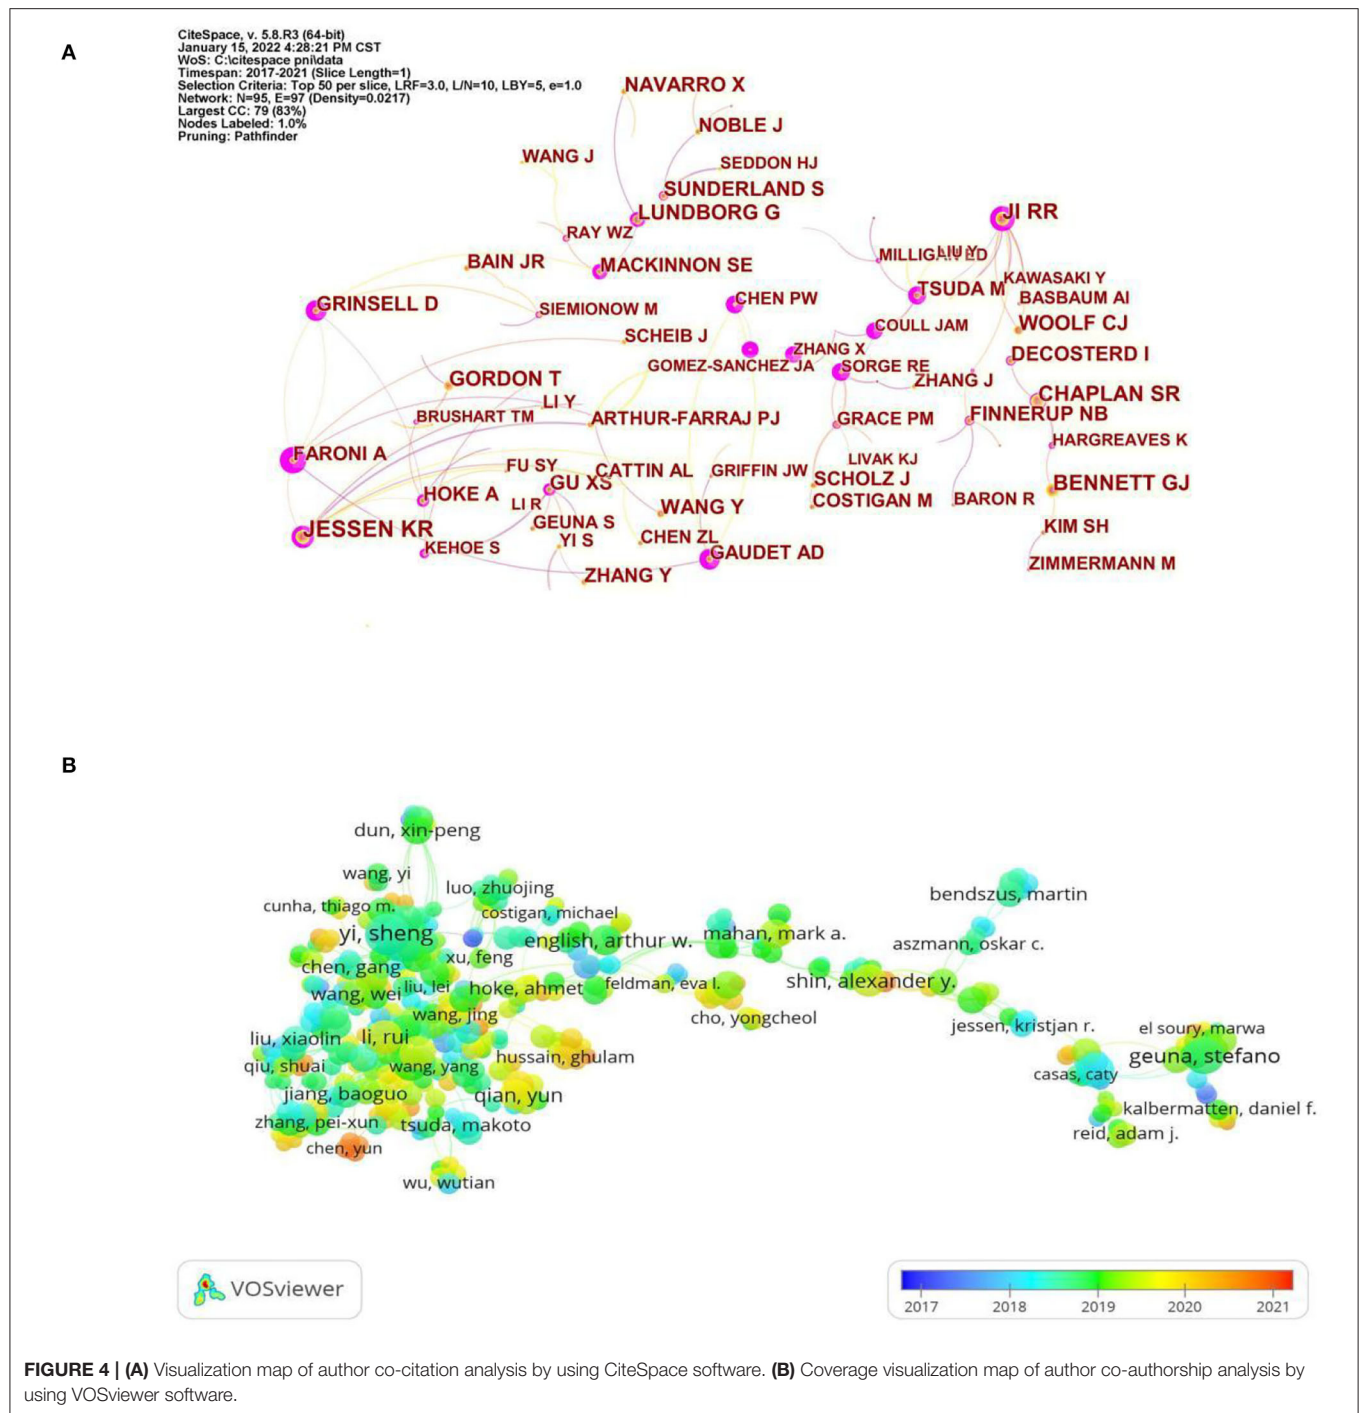 A
CiteSpace, v. 5.8.R3 (64-bit)
January 15, 2022 4:28:21 PM CST
WoS: C:\citespace pni\data
Timespan: 2017-2021 (Slice Length=1)
Selection Criteria: Top 50 per slice, LRF=3.0, L/N=10, LBY=5, e=1.0
Network: N=95, E=97 (Density=0.0217)
Largest CC: 79 (83%)
Nodes Labeled: 1.0%
Pruning: Pathfinder
NAVARRO X
NOBLE J
WANG J
SEDDON HJ
SUNDERLAND S
LUNDBORG G
JI RR
RAY WZ
MILLIGAN ED
LIU Y
BAIN JR
MACKINNON SE
KAWASAKI Y
TSUDA M
BASBAUM AI
CHEN PW
GRINSELL D
SIEMIONOW M
COULL JAM
WOOLF CJ
SCHEIB J
ZHANG X
DECOSTERD I
GOMEZ-SANCHEZ JA
SORGE RE
GORDON T
ZHANG J
CHAPLAN SR
LI Y
BRUSHART TM
ARTHUR-FARRAJ PJ
GRACE PM
FINNERUP NB
HARGREAVES K
FARONI A
LIVAK KJ
FU SY
CATTIN AL
GRIFFIN JW
SCHOLZ J
GU XS
BENNETT GJ
HOKE A
LI R
WANG Y
COSTIGAN M
BARON R
GEUNA S
JESSEN KR
KIM SH
YI S
CHEN ZL
KEHOE S
GAUDET AD
ZIMMERMANN M
ZHANG Y
B
dun, xin-peng
wang, yi
luo, zhuojing
bendszus, martin
cunha, thiago m.
costigan, michael
yi, sheng
english, arthur w.
mahan, mark a.
aszmann, oskar c.
xu, feng
chen, gang
liu, lei
hoke, ahmet
feldman, eva l.
shin, alexander y.
wang, wei
wang, jing
cho, yongcheol
jessen, kristjan r.
el soury, marwa
liu, xiaolin
li, rui
hussain, ghulam
geuna, stefano
qiu, shuai
wang, yang
casas, caty
jiang, baoguo
qian, yun
kalbermatten, daniel f.
zhang, pei-xun
tsuda, makoto
reid, adam j.
chen, yun
wu, wutian
VOSviewer
2017 2018 2019 2020 2021
FIGURE 4 | (A) Visualization map of author co-citation analysis by using CiteSpace software. (B) Coverage visualization map of author co-authorship analysis by
using VOSviewer software.